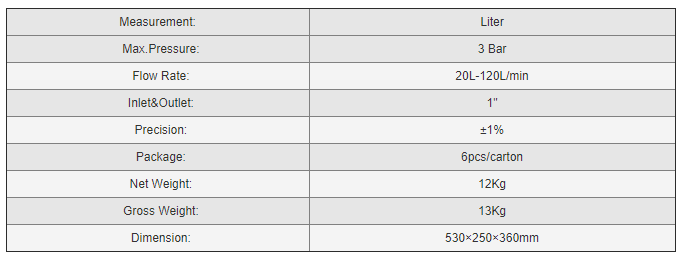 Measurement: Liter
Max.Pressure: 3 Bar
Flow Rate: 20L-120L/min
Inlet&Outlet: 1"
Precision: ±1%
Package: 6pcs/carton
Net Weight: 12Kg
Gross Weight: 13Kg
Dimension: 530×250×360mm